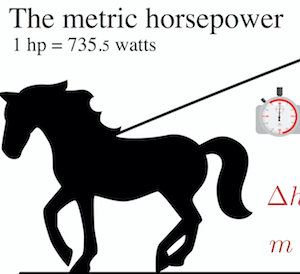 The metric horsepower
1 hp = 735.5 watts
Δh
m